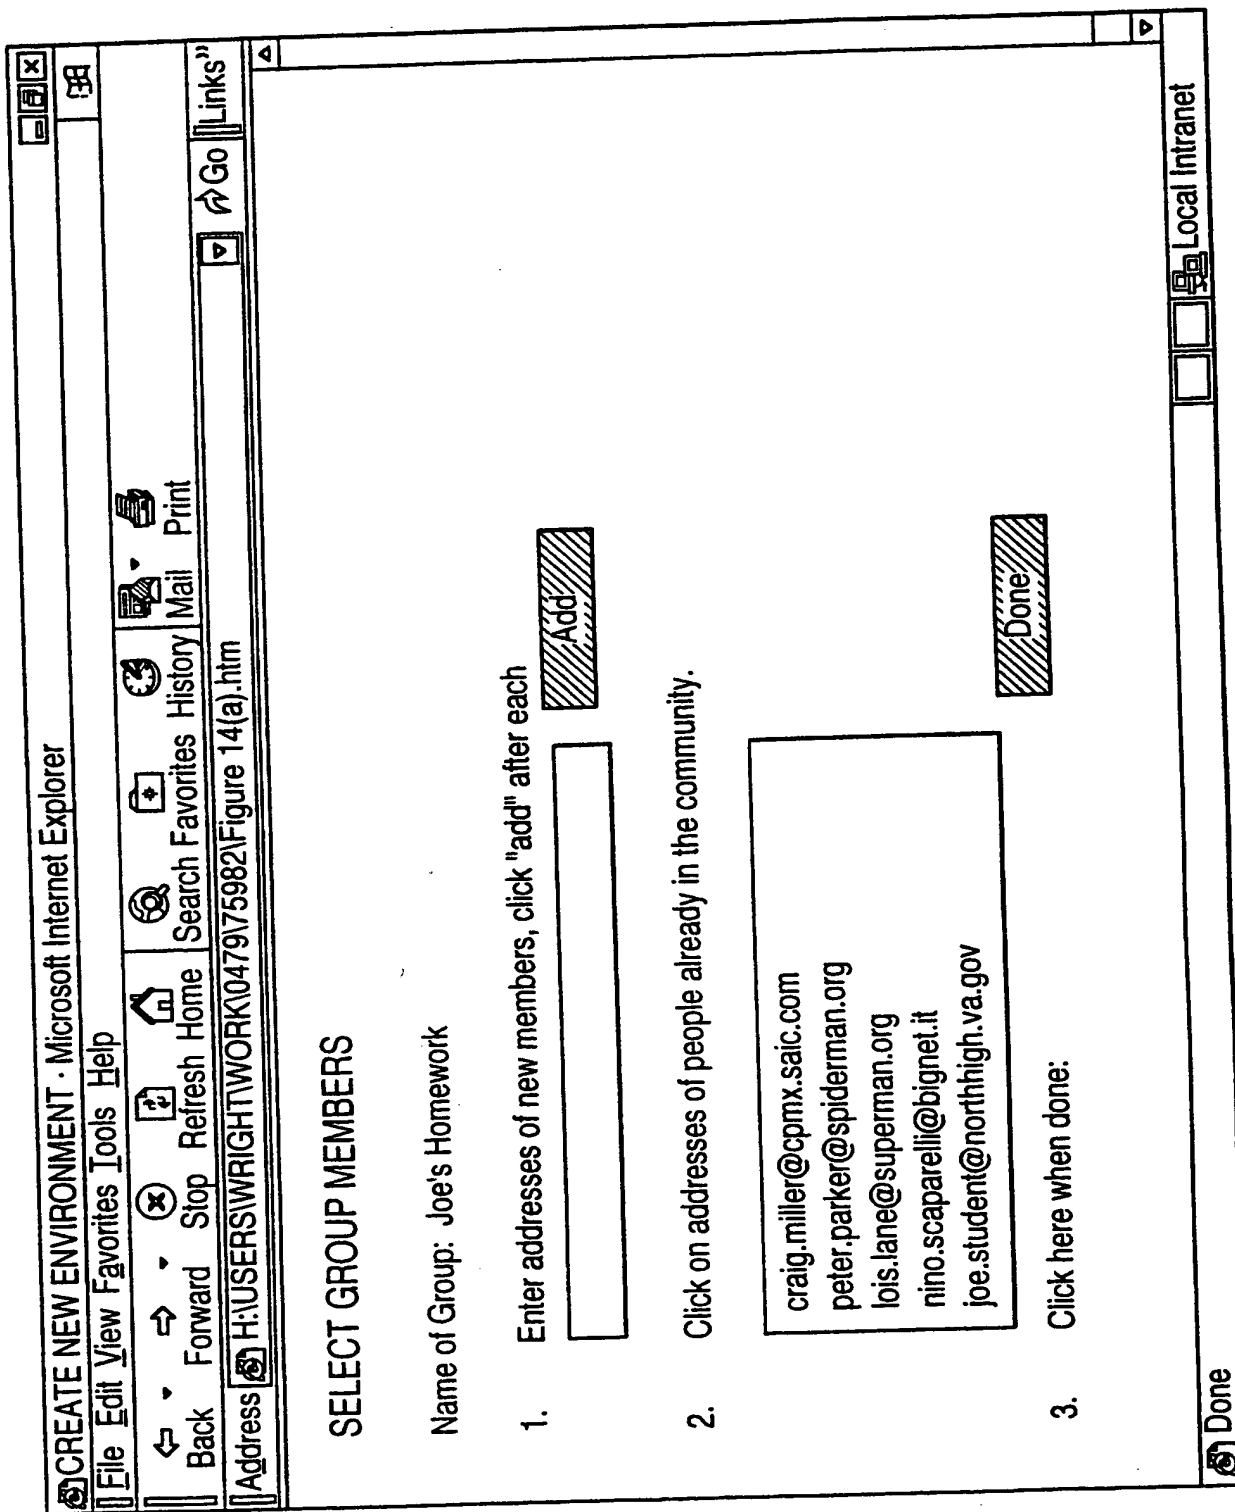 CREATE NEW ENVIRONMENT - Microsoft Internet Explorer
File Edit View Favorites Tools Help
Back Forward Stop Refresh Home Search Favorites History Mail Print
Address H:\USERS\WRIGHT\WORK\0479\75982\Figure 14(a).htm Go Links"
SELECT GROUP MEMBERS
Name of Group: Joe's Homework
1. Enter addresses of new members, click "add" after each
Add
2. Click on addresses of people already in the community.
craig.miller@cpmx.saic.com
peter.parker@spiderman.org
lois.lane@superman.org
nino.scaparelli@bignet.it
joe.student@northhigh.va.gov
3. Click here when done:
Done
Done Local Intranet